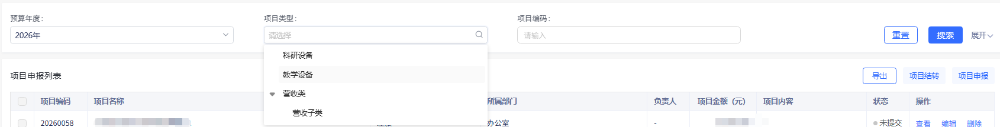 预算年度：
项目类型：
项目编码：
2026年
请选择
请输入
重置
搜索
展开
科研设备
教学设备
营收类
营收子类
项目申报列表
导出
项目结转
项目申报
项目编码
项目名称
所属部门
负责人
项目金额（元）
项目内容
状态
操作
20260058
办公室
-
未提交
查看
编辑
删除